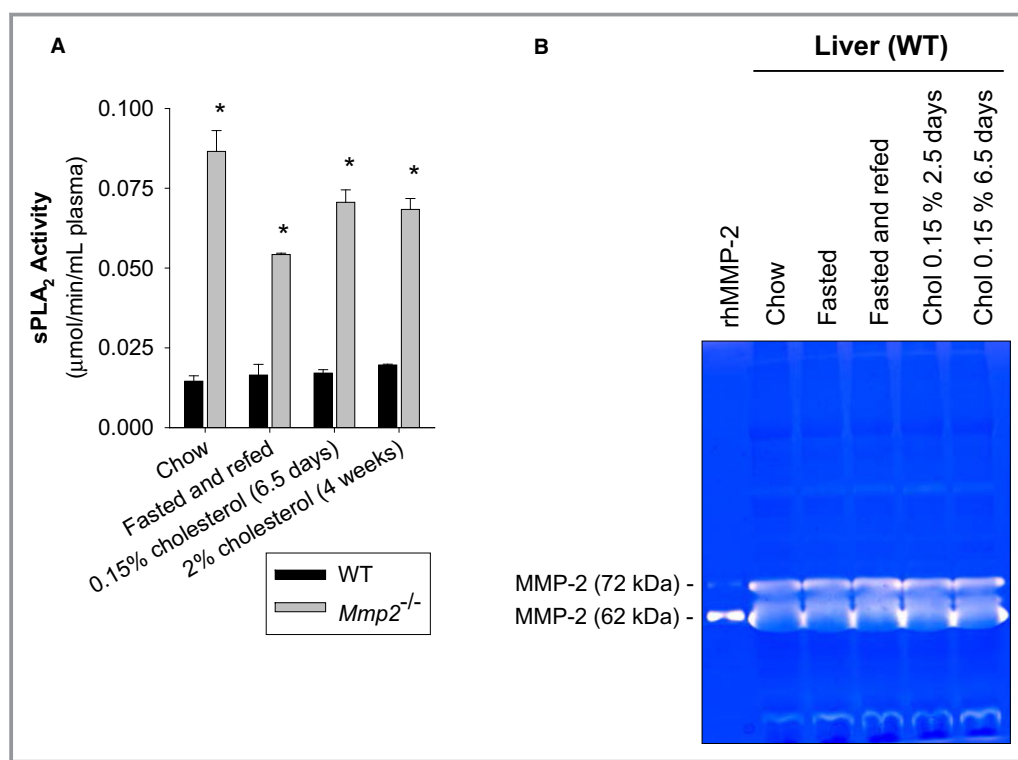 A
sPLA₂ Activity
(μmol/min/mL plasma)
0.100
0.075
0.050
0.025
0.000
*
*
*
*
Chow
Fasted and refed
0.15% cholesterol (6.5 days)
2% cholesterol (4 weeks)
WT
Mmp2⁻/⁻
B
Liver (WT)
rhMMP-2
Chow
Fasted
Fasted and refed
Chol 0.15 % 2.5 days
Chol 0.15 % 6.5 days
MMP-2 (72 kDa) -
MMP-2 (62 kDa) -